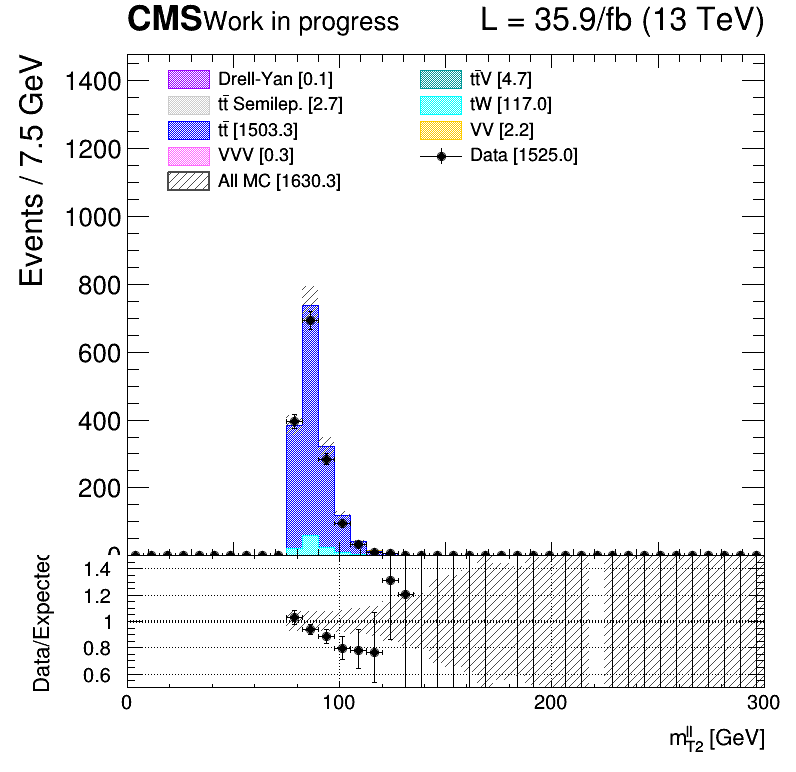 CMS Work in progress L = 35.9/fb (13 TeV)
Events / 7.5 GeV
1400
1200
1000
800
600
400
200
0
Drell-Yan [0.1]
tt̄ Semilep. [2.7]
tt̄ [1503.3]
VVV [0.3]
All MC [1630.3]
tt̄V [4.7]
tW [117.0]
VV [2.2]
Data [1525.0]
Data/Expected
1.4
1.2
1
0.8
0.6
0 100 200 300
m_{T2}^{ll} [GeV]